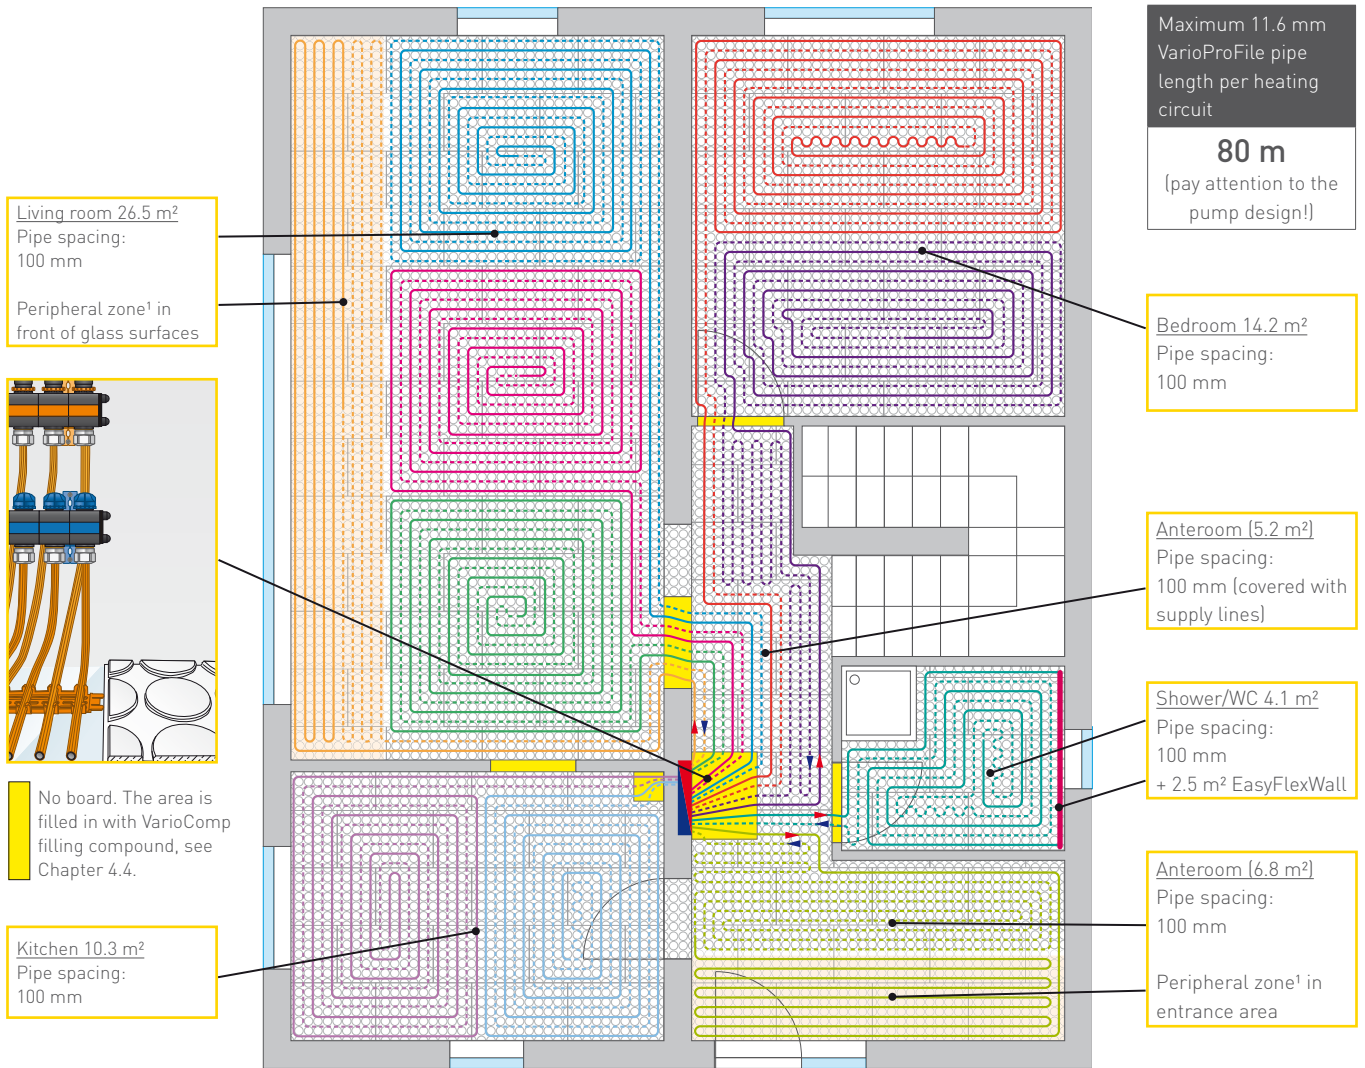 Maximum 11.6 mm
VarioProFile pipe
length per heating
circuit
80 m
(pay attention to the
pump design!)
Living room 26.5 m²
Pipe spacing:
100 mm
Peripheral zone¹ in
front of glass surfaces
Bedroom 14.2 m²
Pipe spacing:
100 mm
Anteroom (5.2 m²)
Pipe spacing:
100 mm (covered with
supply lines)
Shower/WC 4.1 m²
Pipe spacing:
100 mm
+ 2.5 m² EasyFlexWall
No board. The area is
filled in with VarioComp
filling compound, see
Chapter 4.4.
Anteroom (6.8 m²)
Pipe spacing:
100 mm
Peripheral zone¹ in
entrance area
Kitchen 10.3 m²
Pipe spacing:
100 mm